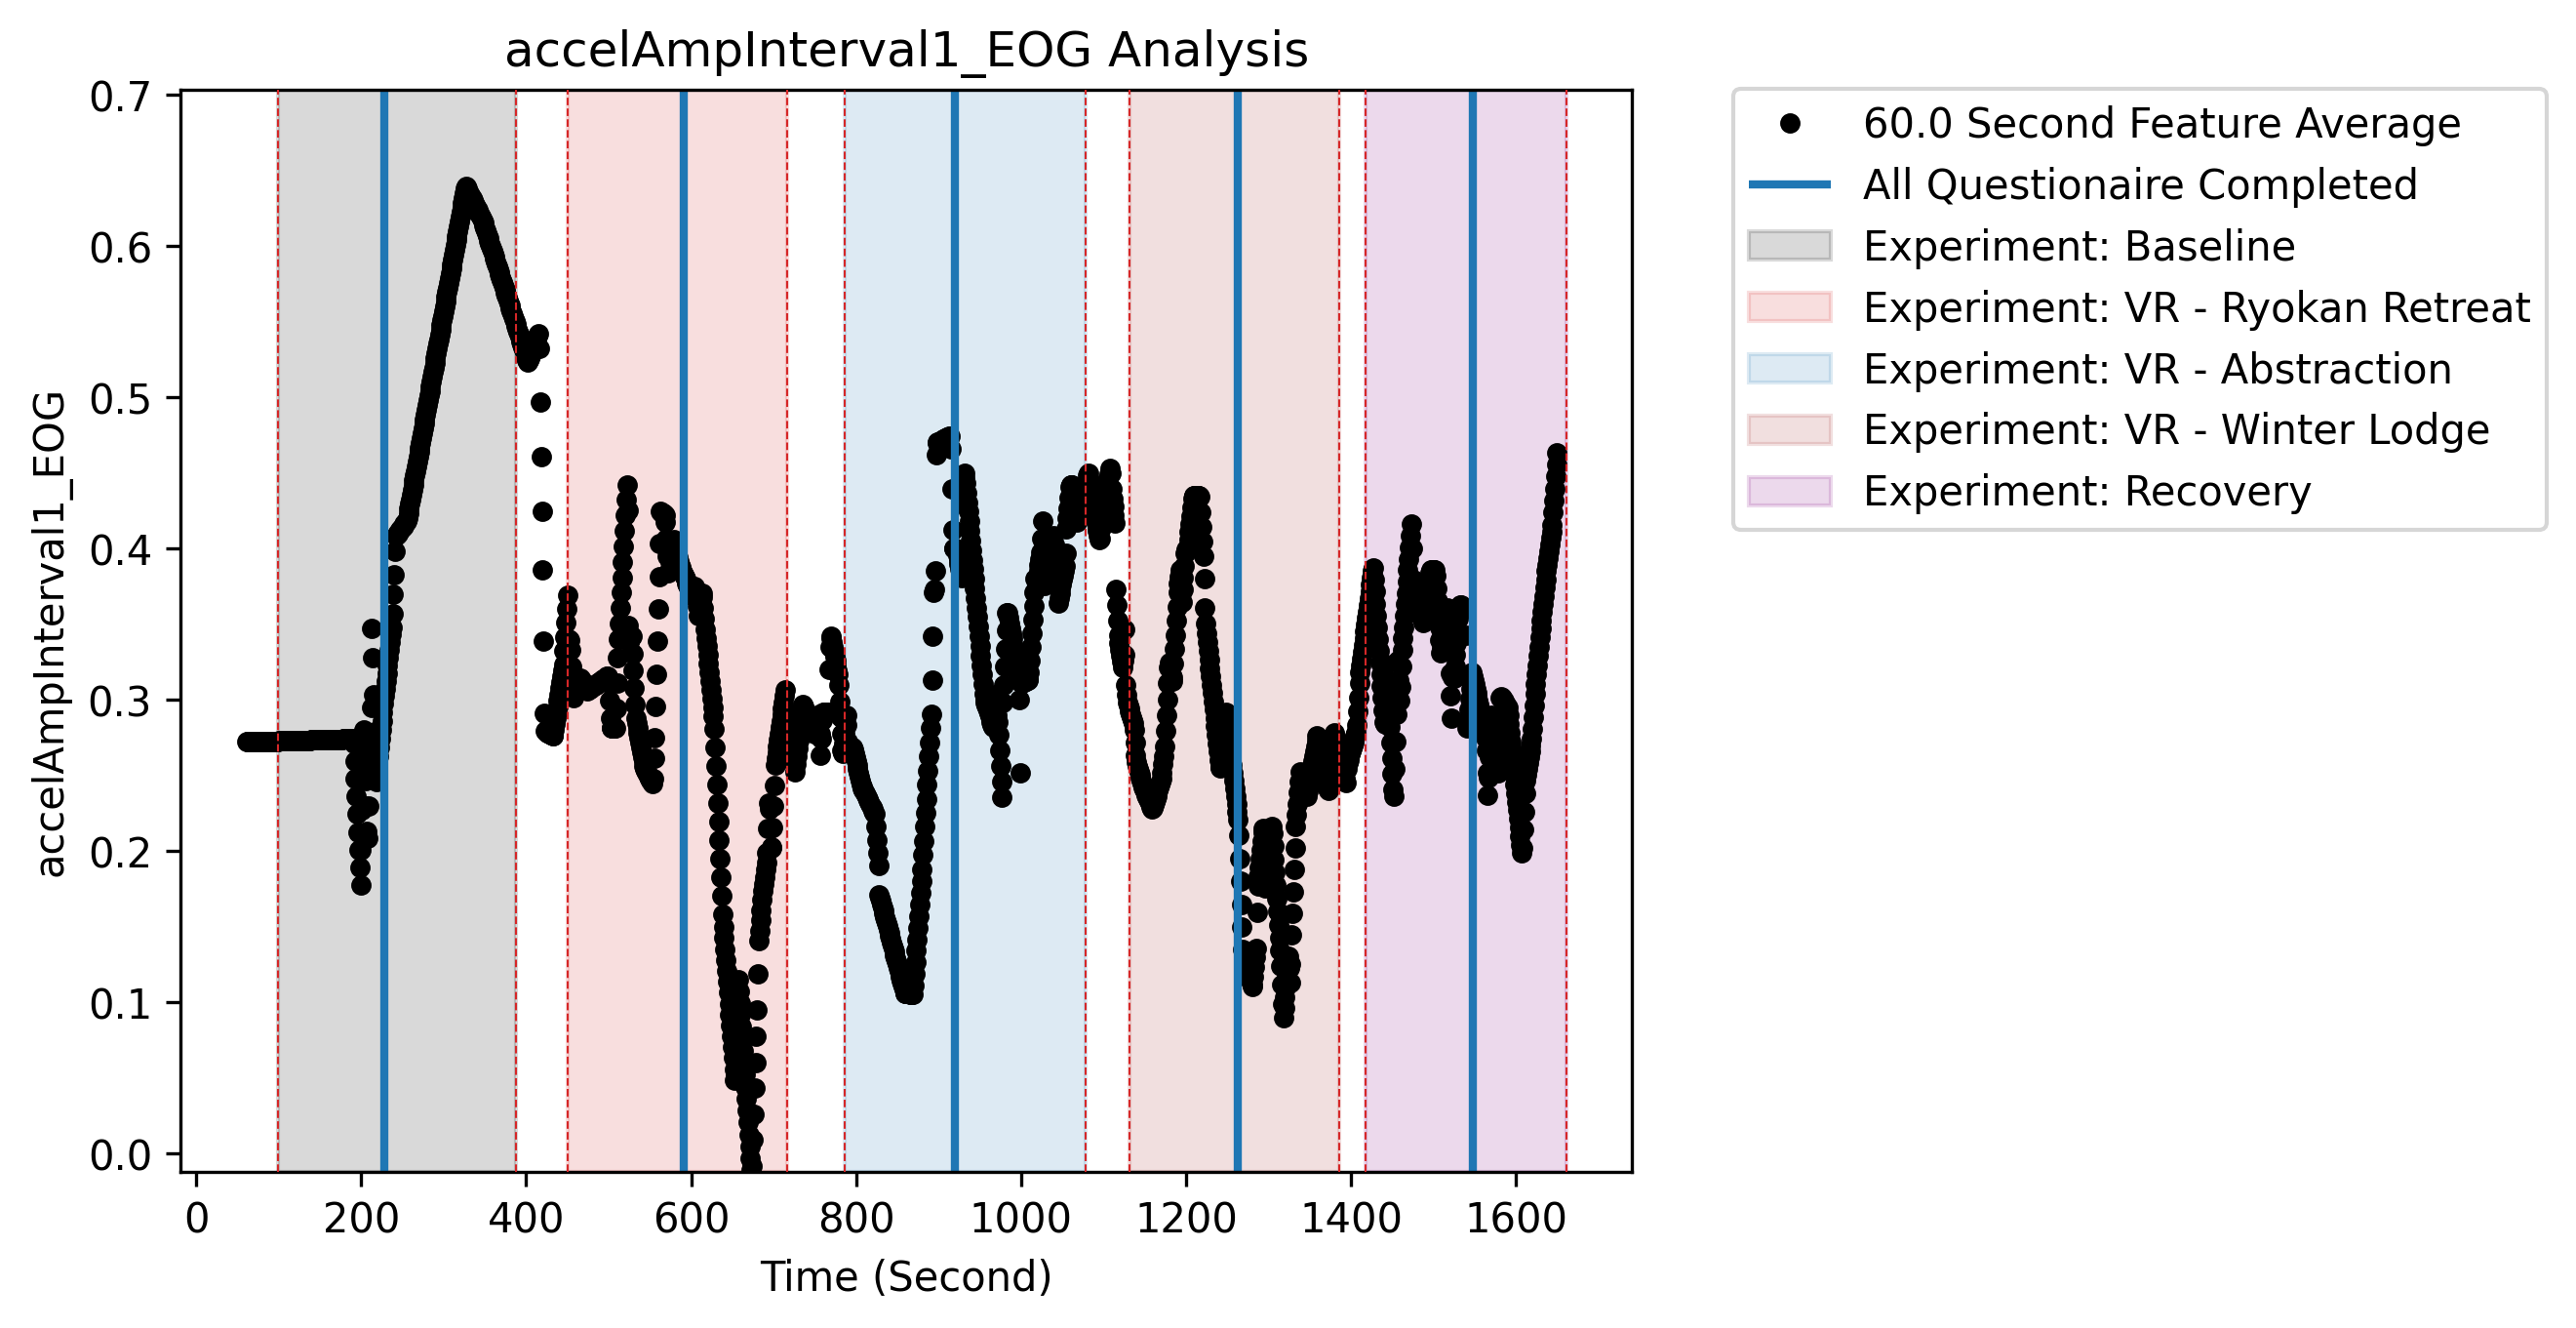 accelAmpInterval1_EOG Analysis
accelAmpInterval1_EOG
0.7
0.6
0.5
0.4
0.3
0.2
0.1
0.0
0 200 400 600 800 1000 1200 1400 1600
Time (Second)
60.0 Second Feature Average
All Questionaire Completed
Experiment: Baseline
Experiment: VR - Ryokan Retreat
Experiment: VR - Abstraction
Experiment: VR - Winter Lodge
Experiment: Recovery